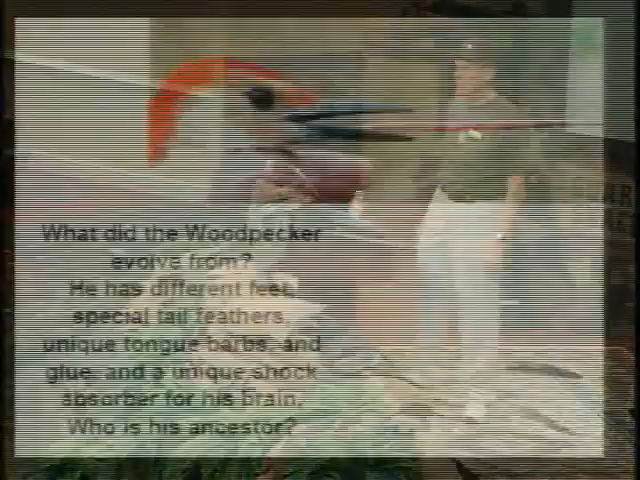 What did the Woodpecker
evolve from?
He has different feet,
special tail feathers,
unique tongue barbs, and
glue, and a unique shock
absorber for his brain.
Who is his ancestor?